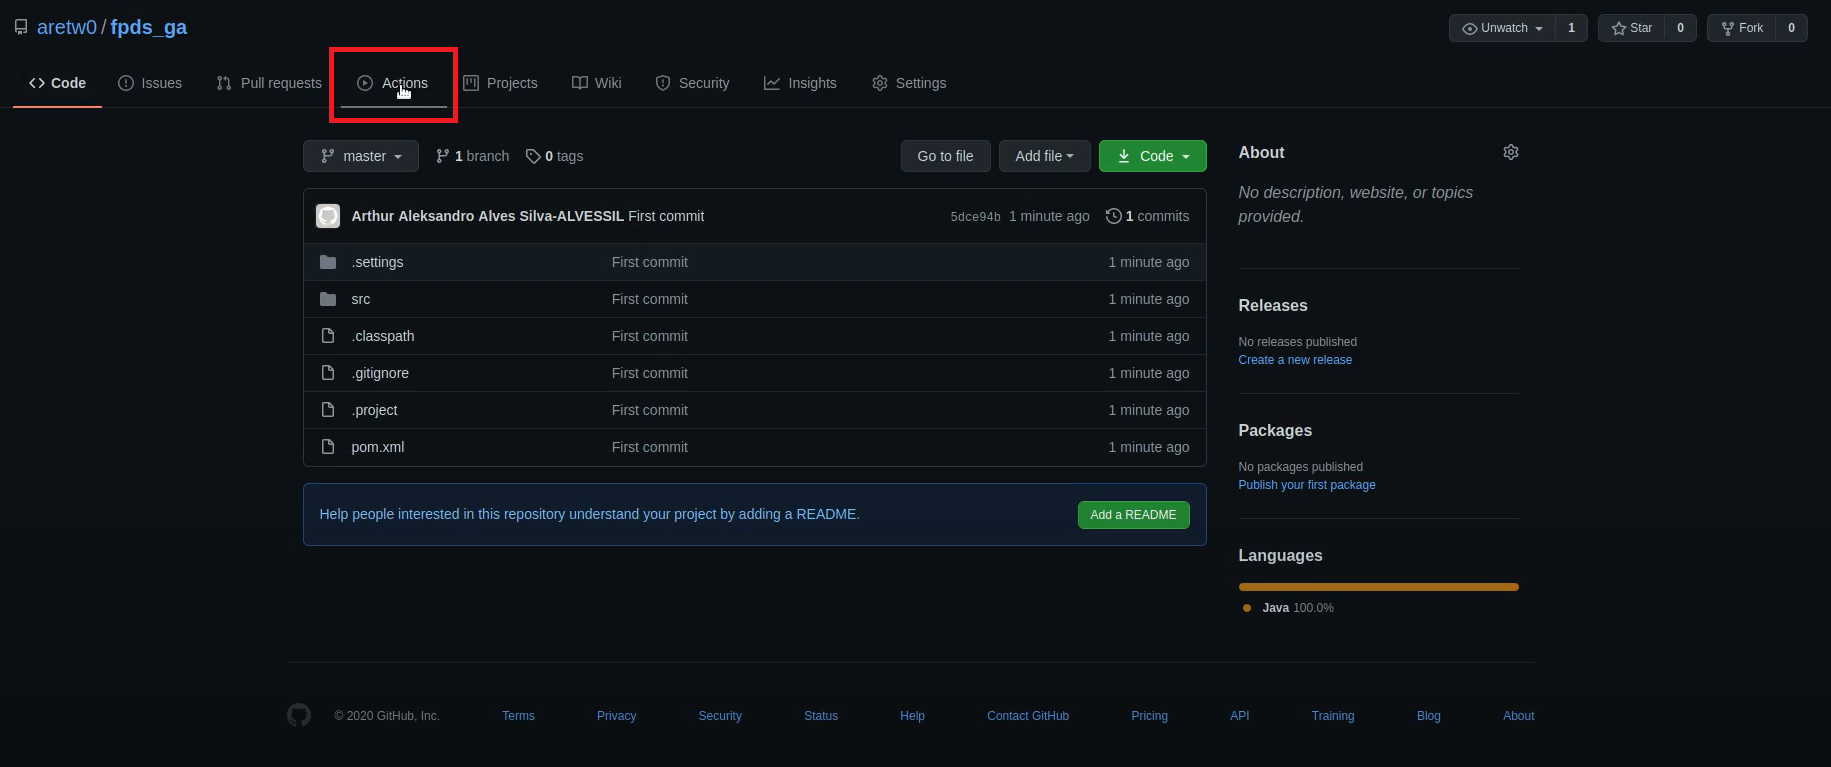 aretw0 / fpds_ga
Unwatch 1 Star 0 Fork 0
Code Issues Pull requests Actions Projects Wiki Security Insights Settings
master 1 branch 0 tags Go to file Add file Code
Arthur Aleksandro Alves Silva-ALVESSIL First commit 5dce94b 1 minute ago 1 commits
.settings First commit 1 minute ago
src First commit 1 minute ago
.classpath First commit 1 minute ago
.gitignore First commit 1 minute ago
.project First commit 1 minute ago
pom.xml First commit 1 minute ago
Help people interested in this repository understand your project by adding a README. Add a README
About
No description, website, or topics
provided.
Releases
No releases published
Create a new release
Packages
No packages published
Publish your first package
Languages
Java 100.0%
© 2020 GitHub, Inc. Terms Privacy Security Status Help Contact GitHub Pricing API Training Blog About